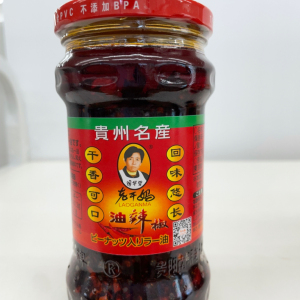 PVC 不添加BPA
貴州名産
干香可口
回味悠长
陶华碧
老干妈
LAOGANMA
油辣椒
ピーナッツ入りラー油